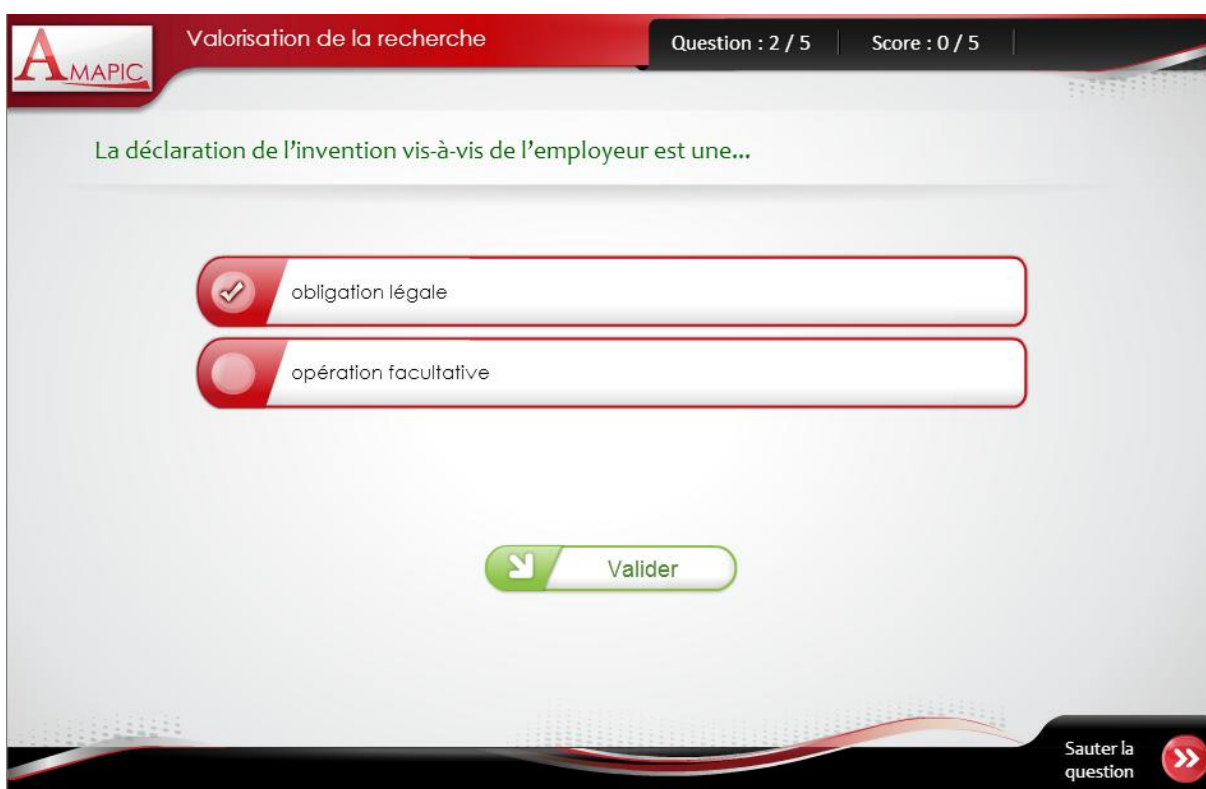 AMAPIC
Valorisation de la recherche
Question : 2 / 5
Score : 0 / 5
La déclaration de l'invention vis-à-vis de l'employeur est une...
obligation légale
opération facultative
Valider
Sauter la
question